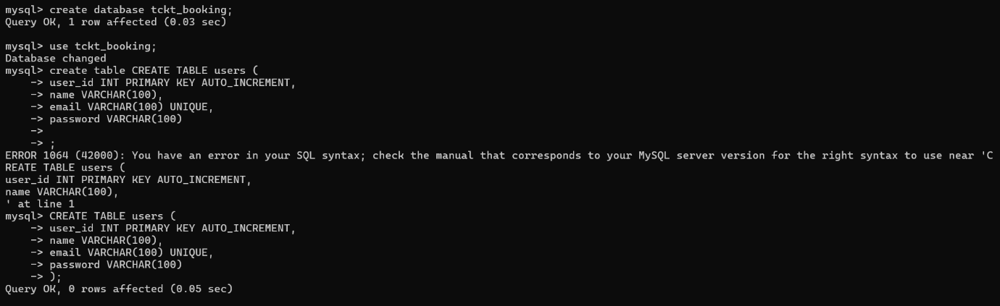 mysql> create database tckt_booking;
Query OK, 1 row affected (0.03 sec)
mysql> use tckt_booking;
Database changed
mysql> create table CREATE TABLE users (
    -> user_id INT PRIMARY KEY AUTO_INCREMENT,
    -> name VARCHAR(100),
    -> email VARCHAR(100) UNIQUE,
    -> password VARCHAR(100)
    ->
    -> ;
ERROR 1064 (42000): You have an error in your SQL syntax; check the manual that corresponds to your MySQL server version for the right syntax to use near 'C
REATE TABLE users (
user_id INT PRIMARY KEY AUTO_INCREMENT,
name VARCHAR(100),
' at line 1
mysql> CREATE TABLE users (
    -> user_id INT PRIMARY KEY AUTO_INCREMENT,
    -> name VARCHAR(100),
    -> email VARCHAR(100) UNIQUE,
    -> password VARCHAR(100)
    -> );
Query OK, 0 rows affected (0.05 sec)